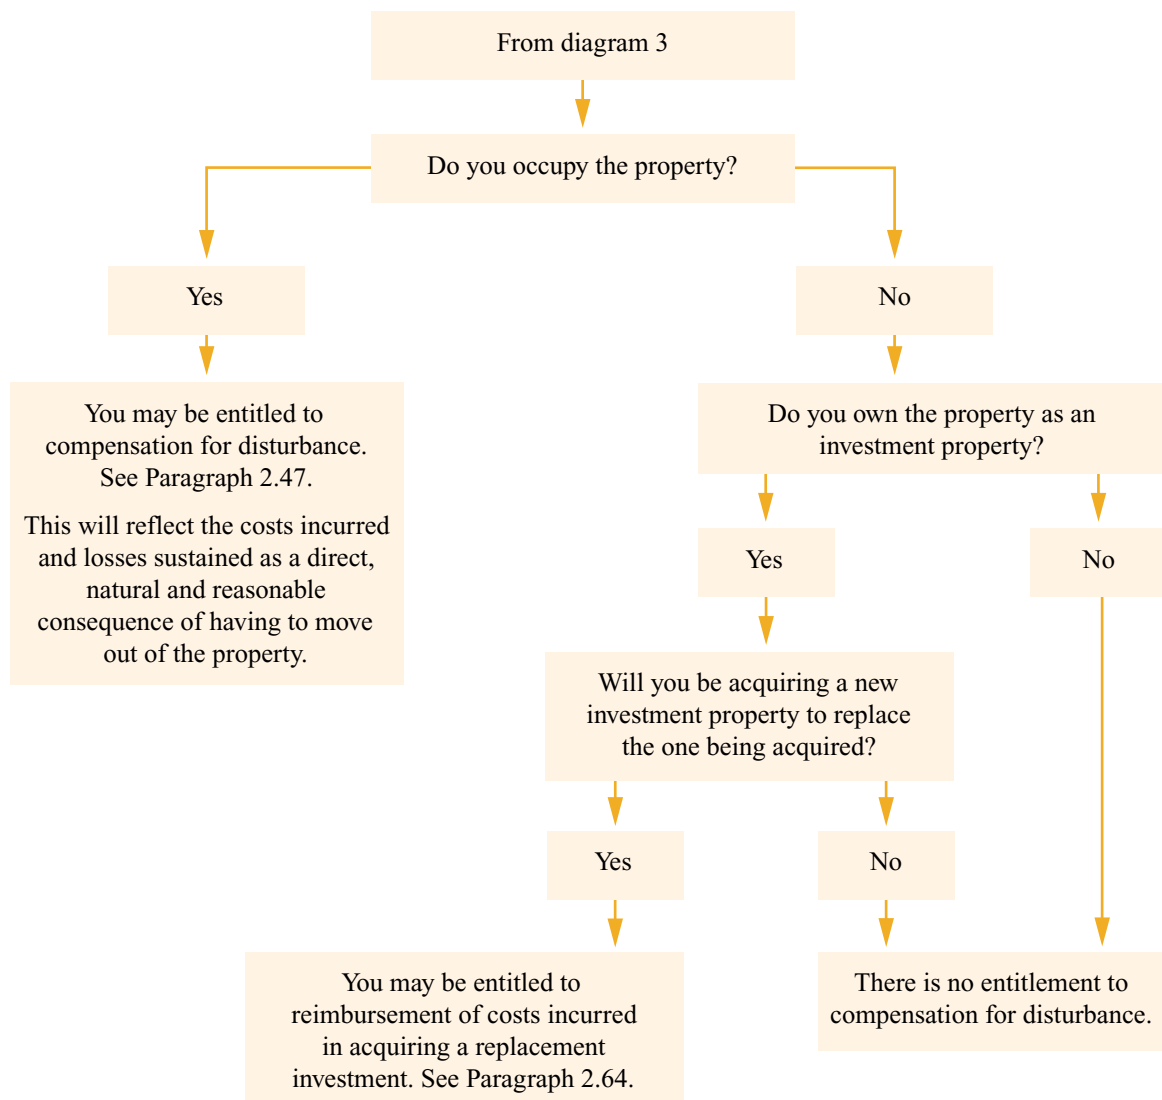 From diagram 3
Do you occupy the property?
Yes
No
You may be entitled to
compensation for disturbance.
See Paragraph 2.47.
This will reflect the costs incurred
and losses sustained as a direct,
natural and reasonable
consequence of having to move
out of the property.
Do you own the property as an
investment property?
Yes
No
Will you be acquiring a new
investment property to replace
the one being acquired?
Yes
No
You may be entitled to
reimbursement of costs incurred
in acquiring a replacement
investment. See Paragraph 2.64.
There is no entitlement to
compensation for disturbance.